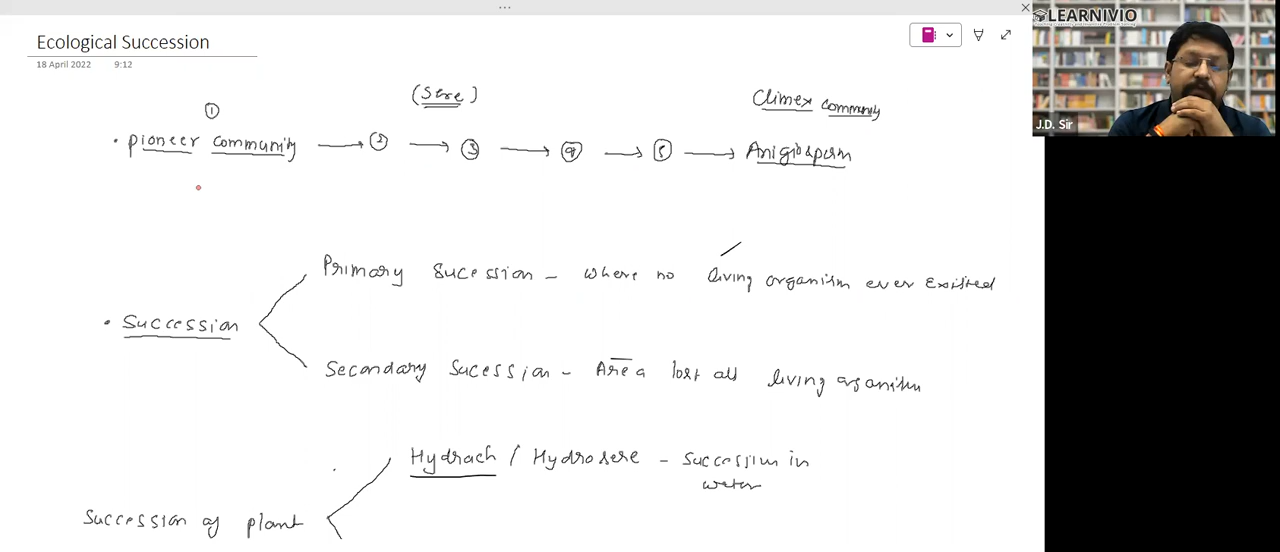 LEARNIVIO
Ecological Succession
18 April 2022 9:12
J.D. Sir
① (Sere) Climex community
• Pioneer community → ② → ③ → ④ → ⑤ → Anigiosperm
Primary Sucession - where no living organism ever Existed
• Succession
Secondary Sucession - Area lost all living organism
Hydrach / Hydrosere - Succession in
water
Succession of plant